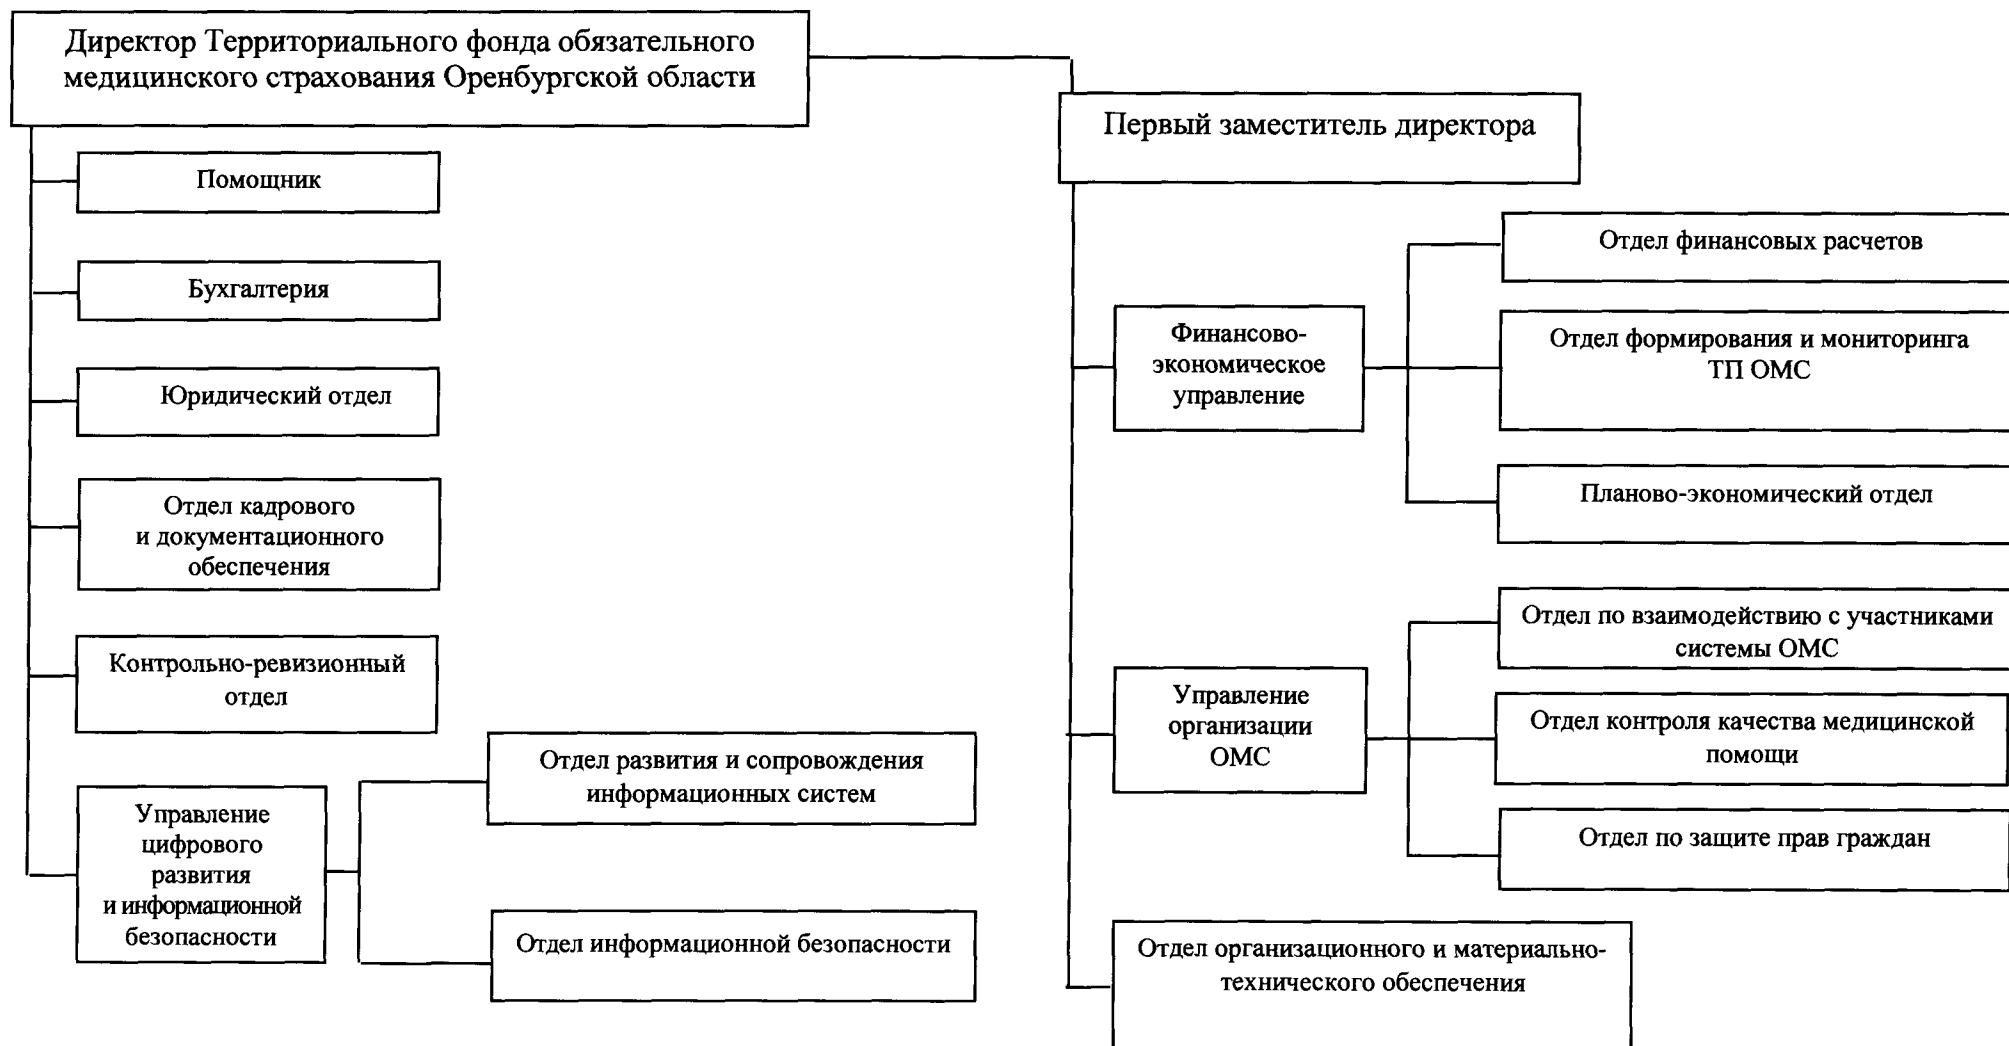 Директор Территориального фонда обязательного
медицинского страхования Оренбургской области
Первый заместитель директора
Помощник
Бухгалтерия
Юридический отдел
Отдел кадрового
и документационного
обеспечения
Контрольно-ревизионный
отдел
Управление
цифрового
развития
и информационной
безопасности
Отдел развития и сопровождения
информационных систем
Отдел информационной безопасности
Финансово-
экономическое
управление
Отдел финансовых расчетов
Отдел формирования и мониторинга
ТП ОМС
Планово-экономический отдел
Управление
организации
ОМС
Отдел по взаимодействию с участниками
системы ОМС
Отдел контроля качества медицинской
помощи
Отдел по защите прав граждан
Отдел организационного и материально-
технического обеспечения